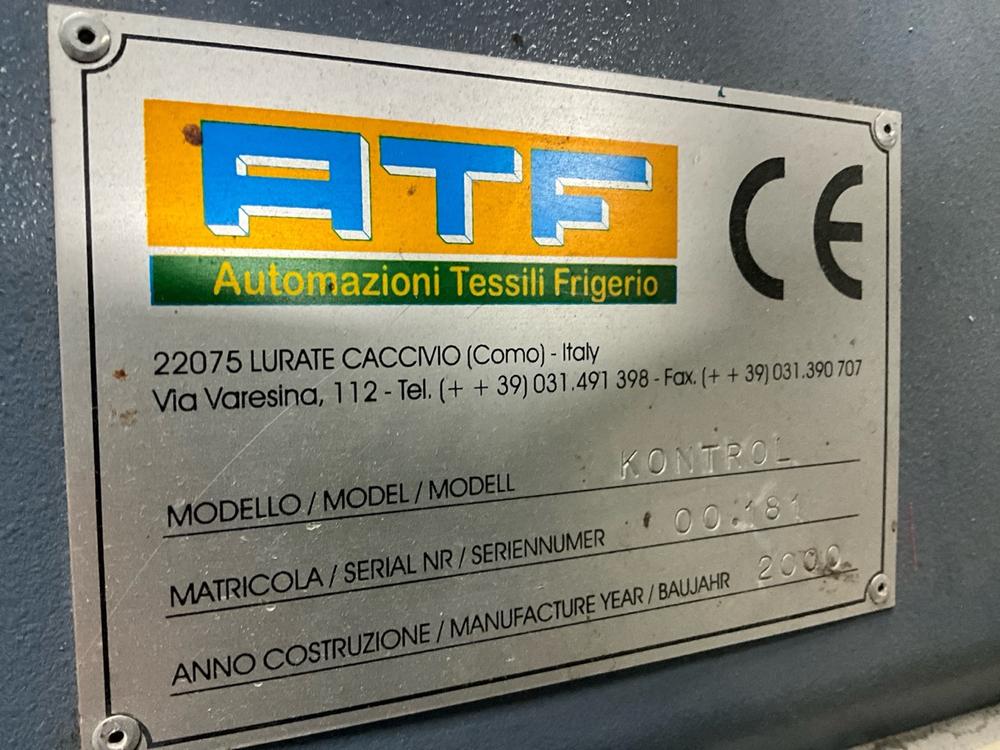 ATF
CE
Automazioni Tessili Frigerio
22075 LURATE CACCIVIO (Como) - Italy
Via Varesina, 112 - Tel. (+ + 39) 031.491 398 - Fax. (+ + 39) 031.390 707
MODELLO / MODEL / MODELL KONTROL
MATRICOLA / SERIAL NR / SERIENNUMER 00.181
ANNO COSTRUZIONE / MANUFACTURE YEAR / BAUJAHR 2000